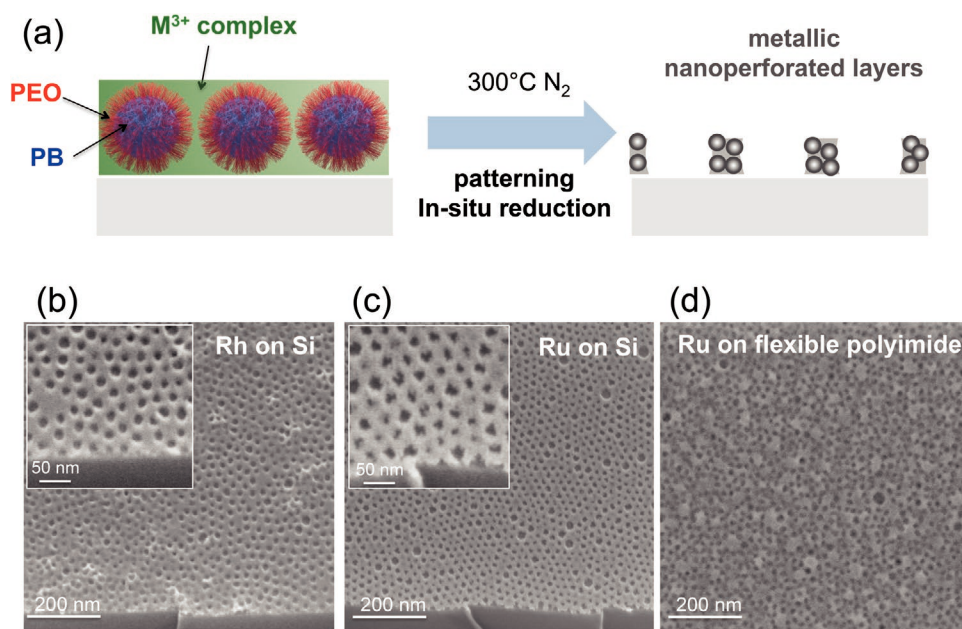 (a)
M³⁺ complex
PEO
PB
300°C N₂
patterning
In-situ reduction
metallic
nanoperforated layers
(b)
Rh on Si
50 nm
200 nm
(c)
Ru on Si
50 nm
200 nm
(d)
Ru on flexible polyimide
200 nm